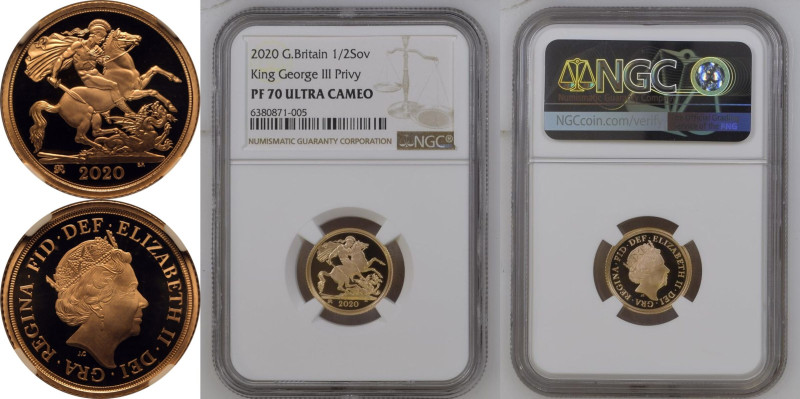 2020
ELIZABETH II · DEI · GRA · REGINA · FID · DEF ·
JC
2020 G.Britain 1/2Sov
King George III Privy
PF 70 ULTRA CAMEO
6380871-005
NUMISMATIC GUARANTY CORPORATION
NGC
2020
NGC
NGCcoin.com/verify
ELIZABETH II · DEI · GRA · REGINA · FID · DEF ·